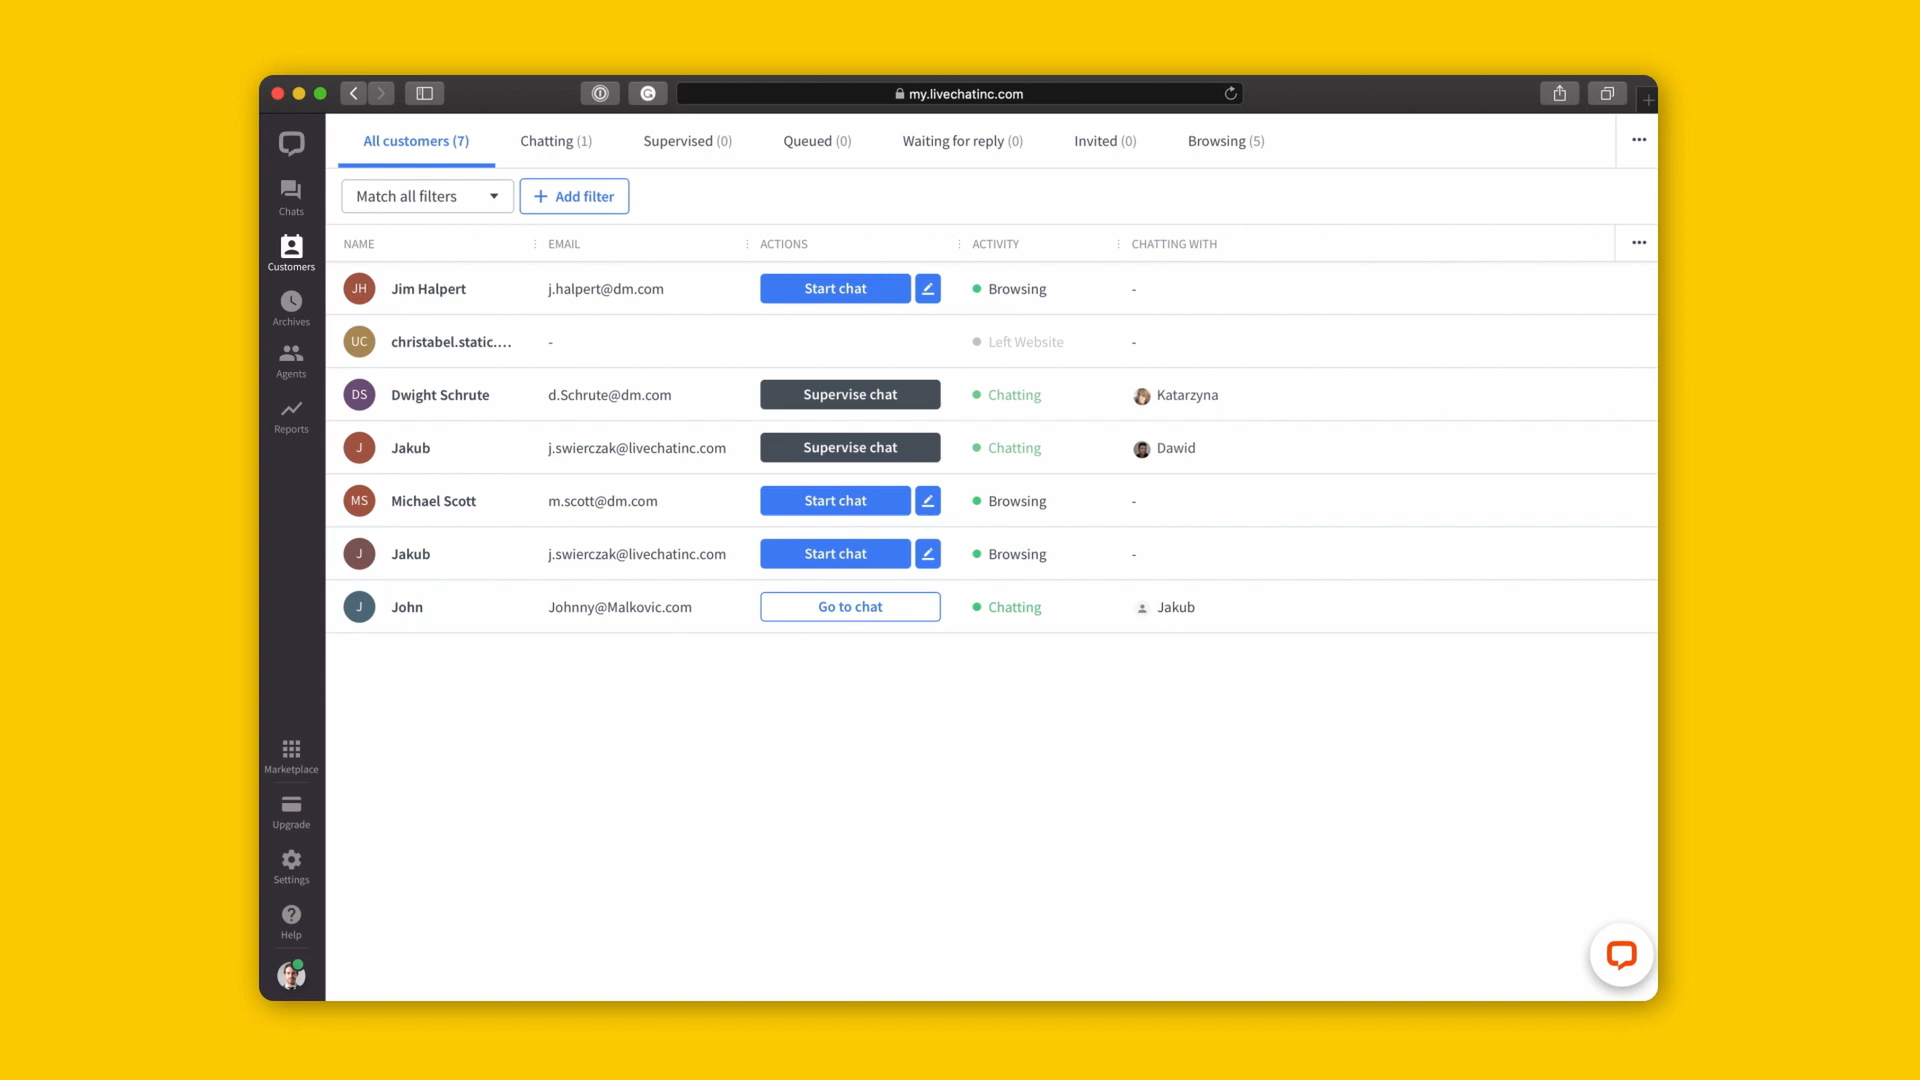 my.livechatinc.com
All customers (7) Chatting (1) Supervised (0) Queued (0) Waiting for reply (0) Invited (0) Browsing (5)
Match all filters Add filter
NAME EMAIL ACTIONS ACTIVITY CHATTING WITH
JH Jim Halpert j.halpert@dm.com Start chat Browsing -
UC christabel.static.... - Left Website -
DS Dwight Schrute d.Schrute@dm.com Supervise chat Chatting Katarzyna
J Jakub j.swierczak@livechatinc.com Supervise chat Chatting Dawid
MS Michael Scott m.scott@dm.com Start chat Browsing -
J Jakub j.swierczak@livechatinc.com Start chat Browsing -
J John Johnny@Malkovic.com Go to chat Chatting Jakub
Chats
Customers
Archives
Agents
Reports
Marketplace
Upgrade
Settings
Help